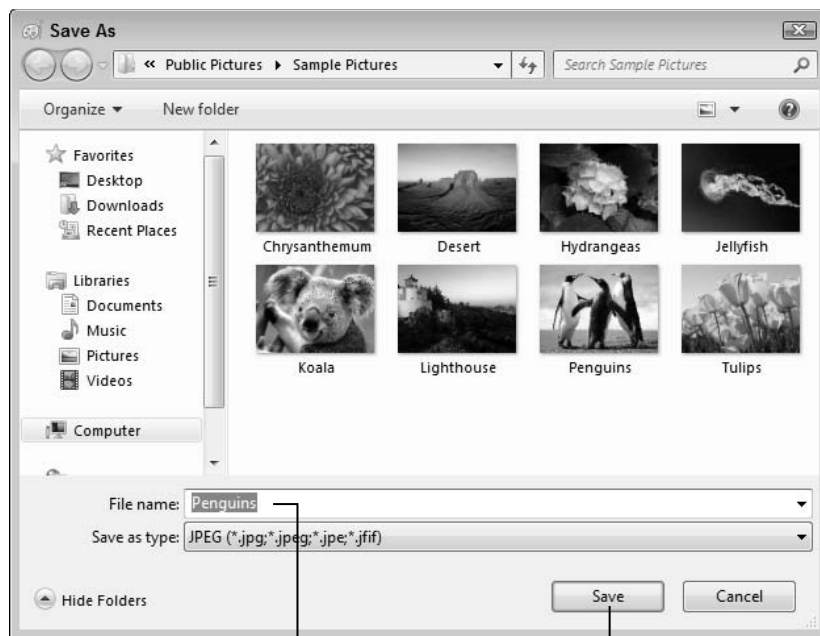 Save As
« Public Pictures ▸ Sample Pictures
Search Sample Pictures
Organize ▾
New folder
Favorites
Desktop
Downloads
Recent Places
Libraries
Documents
Music
Pictures
Videos
Computer
Chrysanthemum
Desert
Hydrangeas
Jellyfish
Koala
Lighthouse
Penguins
Tulips
File name: Penguins
Save as type: JPEG (*.jpg;*.jpeg;*.jpe;*.jfif)
Hide Folders
Save
Cancel